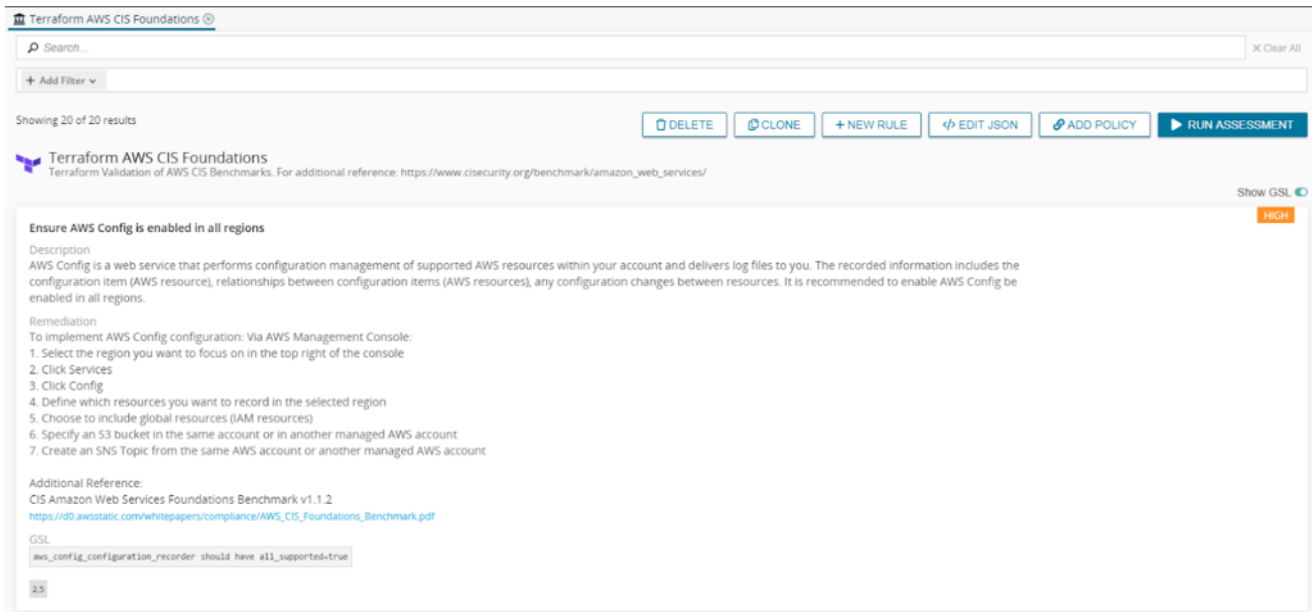 Terraform AWS CIS Foundations
Search...
Clear All
+ Add Filter
Showing 20 of 20 results
DELETE
CLONE
+ NEW RULE
</> EDIT JSON
ADD POLICY
RUN ASSESSMENT
Terraform AWS CIS Foundations
Terraform Validation of AWS CIS Benchmarks. For additional reference: https://www.cisecurity.org/benchmark/amazon_web_services/
Show GSL
HIGH
Ensure AWS Config is enabled in all regions
Description
AWS Config is a web service that performs configuration management of supported AWS resources within your account and delivers log files to you. The recorded information includes the
configuration item (AWS resource), relationships between configuration items (AWS resources), any configuration changes between resources. It is recommended to enable AWS Config be
enabled in all regions.
Remediation
To implement AWS Config configuration: Via AWS Management Console:
1. Select the region you want to focus on in the top right of the console
2. Click Services
3. Click Config
4. Define which resources you want to record in the selected region
5. Choose to include global resources (IAM resources)
6. Specify an S3 bucket in the same account or in another managed AWS account
7. Create an SNS Topic from the same AWS account or another managed AWS account
Additional Reference:
CIS Amazon Web Services Foundations Benchmark v1.1.2
https://d0.awsstatic.com/whitepapers/compliance/AWS_CIS_Foundations_Benchmark.pdf
GSL
aws_config_configuration_recorder should have all_supported=true
2.5